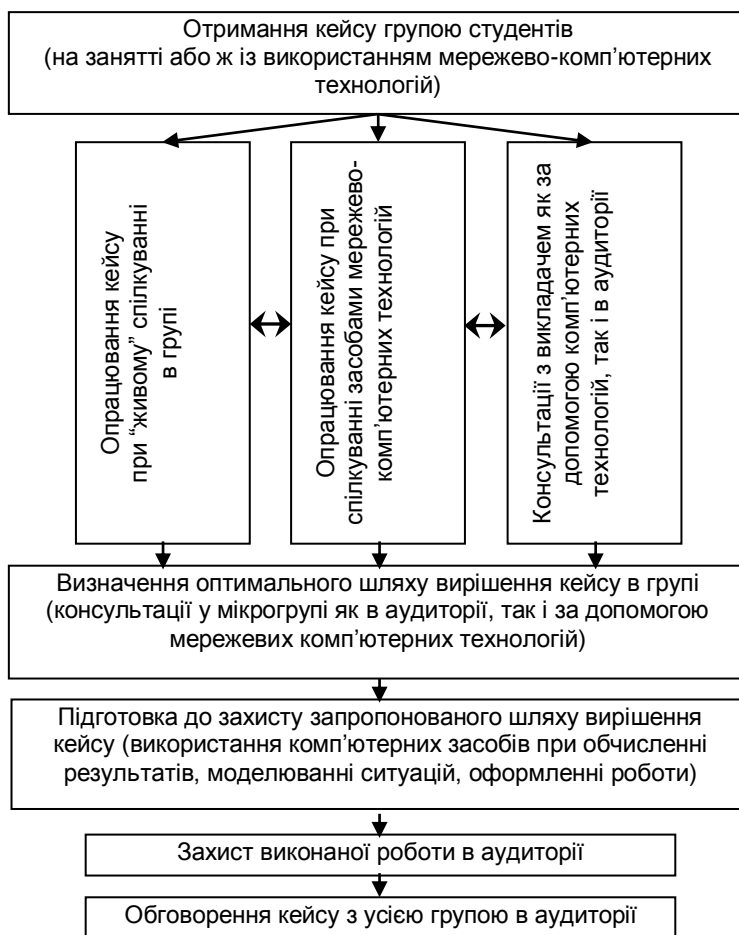 Отримання кейсу групою студентів
(на занятті або ж із використанням мережево-комп’ютерних
технологій)
Опрацювання кейсу
при “живому” спілкуванні
в групі
Опрацювання кейсу при
спілкуванні засобами мережево-
комп’ютерних технологій
Консультації з викладачем як за
допомогою комп’ютерних
технологій, так і в аудиторії
Визначення оптимального шляху вирішення кейсу в групі
(консультації у мікрогрупі як в аудиторії, так і за допомогою
мережевих комп’ютерних технологій)
Підготовка до захисту запропонованого шляху вирішення
кейсу (використання комп’ютерних засобів при обчисленні
результатів, моделюванні ситуацій, оформленні роботи)
Захист виконаної роботи в аудиторії
Обговорення кейсу з усією групою в аудиторії